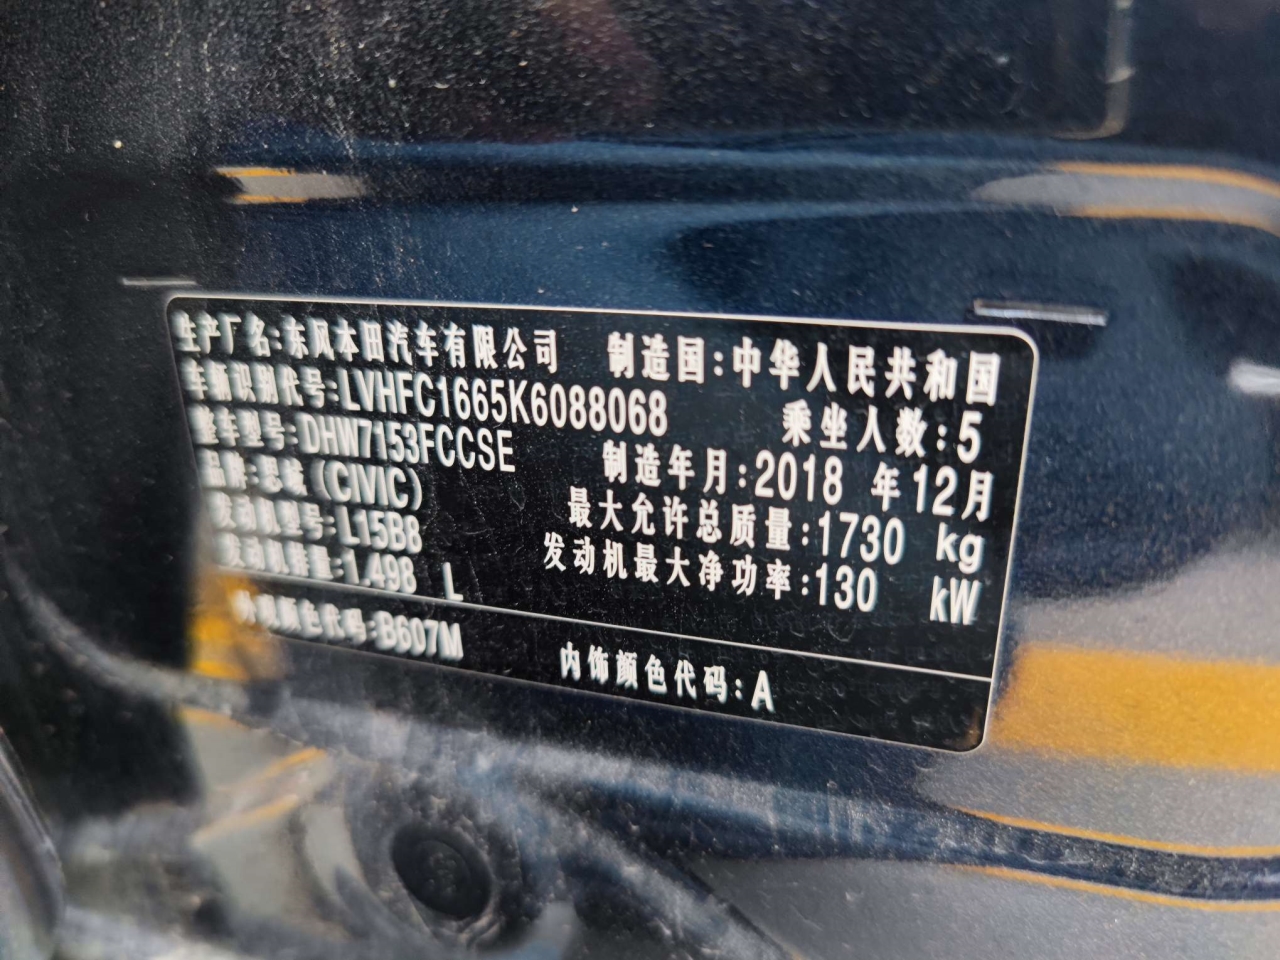 生产厂名:东风本田汽车有限公司 制造国:中华人民共和国
车辆识别代号:LVHFC1665K6088068 乘坐人数:5
整车型号:DHW7153FCCSE 制造年月:2018 年12月
品牌:思域(CIVIC) 最大允许总质量:1730 kg
发动机型号:L15B8 发动机最大净功率:130 kW
发动机排量:1.498 L
外观颜色代码:B607M 内饰颜色代码:A